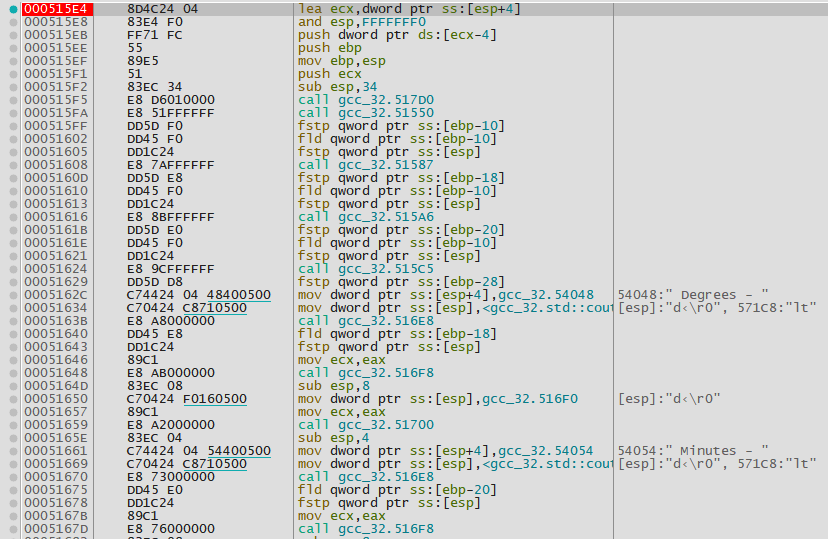 000515E4 8D4C24 04 lea ecx,dword ptr ss:[esp+4]
000515E8 83E4 F0 and esp,FFFFFFF0
000515EB FF71 FC push dword ptr ds:[ecx-4]
000515EE 55 push ebp
000515EF 89E5 mov ebp,esp
000515F1 51 push ecx
000515F2 83EC 34 sub esp,34
000515F5 E8 D6010000 call gcc_32.517D0
000515FA E8 51FFFFFF call gcc_32.51550
000515FF DD5D F0 fstp qword ptr ss:[ebp-10]
00051602 DD45 F0 fld qword ptr ss:[ebp-10]
00051605 DD1C24 fstp qword ptr ss:[esp]
00051608 E8 7AFFFFFF call gcc_32.51587
0005160D DD5D E8 fstp qword ptr ss:[ebp-18]
00051610 DD45 F0 fld qword ptr ss:[ebp-10]
00051613 DD1C24 fstp qword ptr ss:[esp]
00051616 E8 8BFFFFFF call gcc_32.515A6
0005161B DD5D E0 fstp qword ptr ss:[ebp-20]
0005161E DD45 F0 fld qword ptr ss:[ebp-10]
00051621 DD1C24 fstp qword ptr ss:[esp]
00051624 E8 9CFFFFFF call gcc_32.515C5
00051629 DD5D D8 fstp qword ptr ss:[ebp-28]
0005162C C74424 04 48400500 mov dword ptr ss:[esp+4],gcc_32.54048 54048:" Degrees - "
00051634 C70424 C8710500 mov dword ptr ss:[esp],<gcc_32.std::cout [esp]:"d‹\r0", 571C8:"lt"
0005163B E8 A8000000 call gcc_32.516E8
00051640 DD45 E8 fld qword ptr ss:[ebp-18]
00051643 DD1C24 fstp qword ptr ss:[esp]
00051646 89C1 mov ecx,eax
00051648 E8 AB000000 call gcc_32.516F8
0005164D 83EC 08 sub esp,8
00051650 C70424 F0160500 mov dword ptr ss:[esp],gcc_32.516F0 [esp]:"d‹\r0"
00051657 89C1 mov ecx,eax
00051659 E8 A2000000 call gcc_32.51700
0005165E 83EC 04 sub esp,4
00051661 C74424 04 54400500 mov dword ptr ss:[esp+4],gcc_32.54054 54054:" Minutes - "
00051669 C70424 C8710500 mov dword ptr ss:[esp],<gcc_32.std::cout [esp]:"d‹\r0", 571C8:"lt"
00051670 E8 73000000 call gcc_32.516E8
00051675 DD45 E0 fld qword ptr ss:[ebp-20]
00051678 DD1C24 fstp qword ptr ss:[esp]
0005167B 89C1 mov ecx,eax
0005167D E8 76000000 call gcc_32.516F8